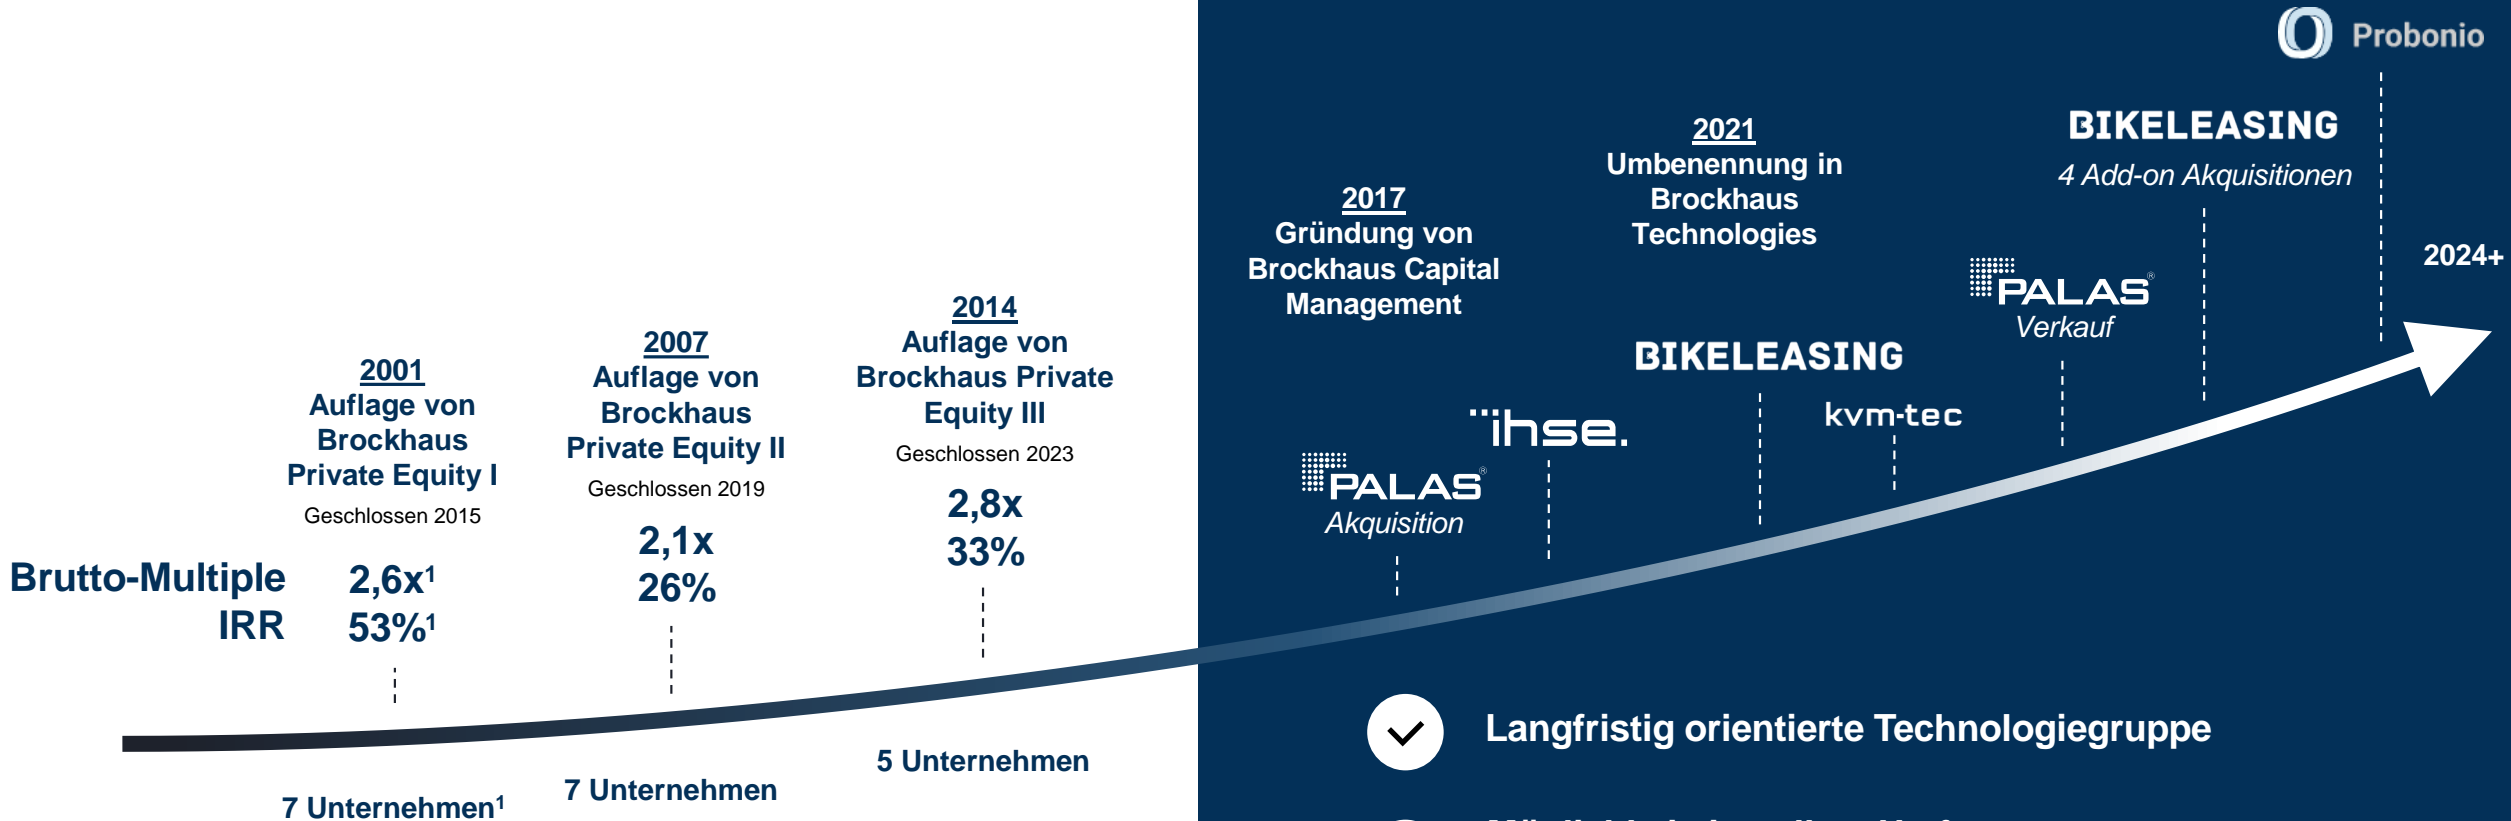 2001
Auflage von
Brockhaus
Private Equity I
Geschlossen 2015
Brutto-Multiple 2,6x¹
IRR 53%¹
7 Unternehmen¹
2007
Auflage von
Brockhaus
Private Equity II
Geschlossen 2019
2,1x
26%
7 Unternehmen
2014
Auflage von
Brockhaus Private
Equity III
Geschlossen 2023
2,8x
33%
5 Unternehmen
2017
Gründung von
Brockhaus Capital
Management
PALAS®
Akquisition
ihse.
2021
Umbenennung in
Brockhaus
Technologies
BIKELEASING
kvm-tec
PALAS®
Verkauf
BIKELEASING
4 Add-on Akquisitionen
Probonio
2024+
Langfristig orientierte Technologiegruppe